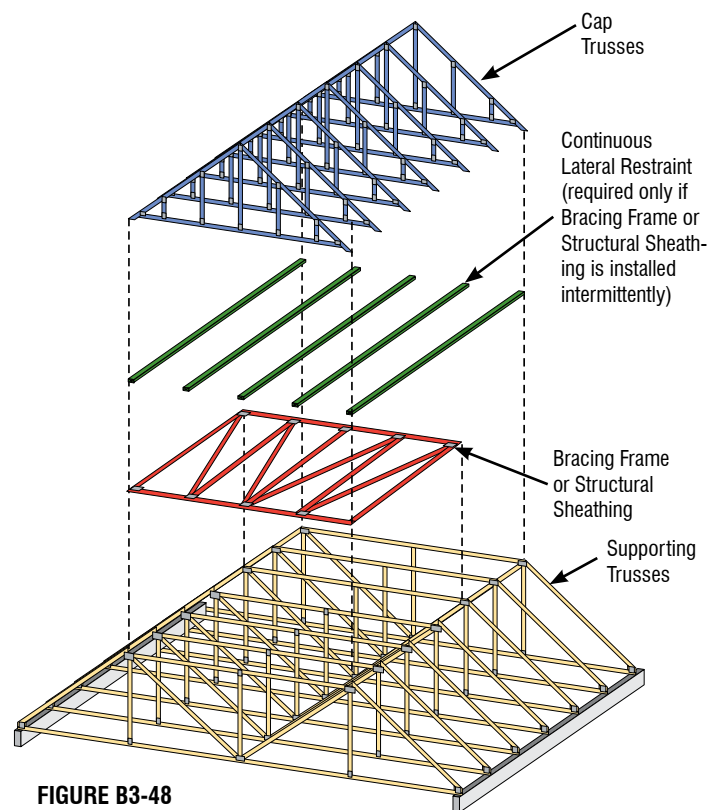 Cap
Trusses
Continuous
Lateral Restraint
(required only if
Bracing Frame or
Structural Sheath-
ing is installed
intermittently)
Bracing Frame
or Structural
Sheathing
Supporting
Trusses
FIGURE B3-48